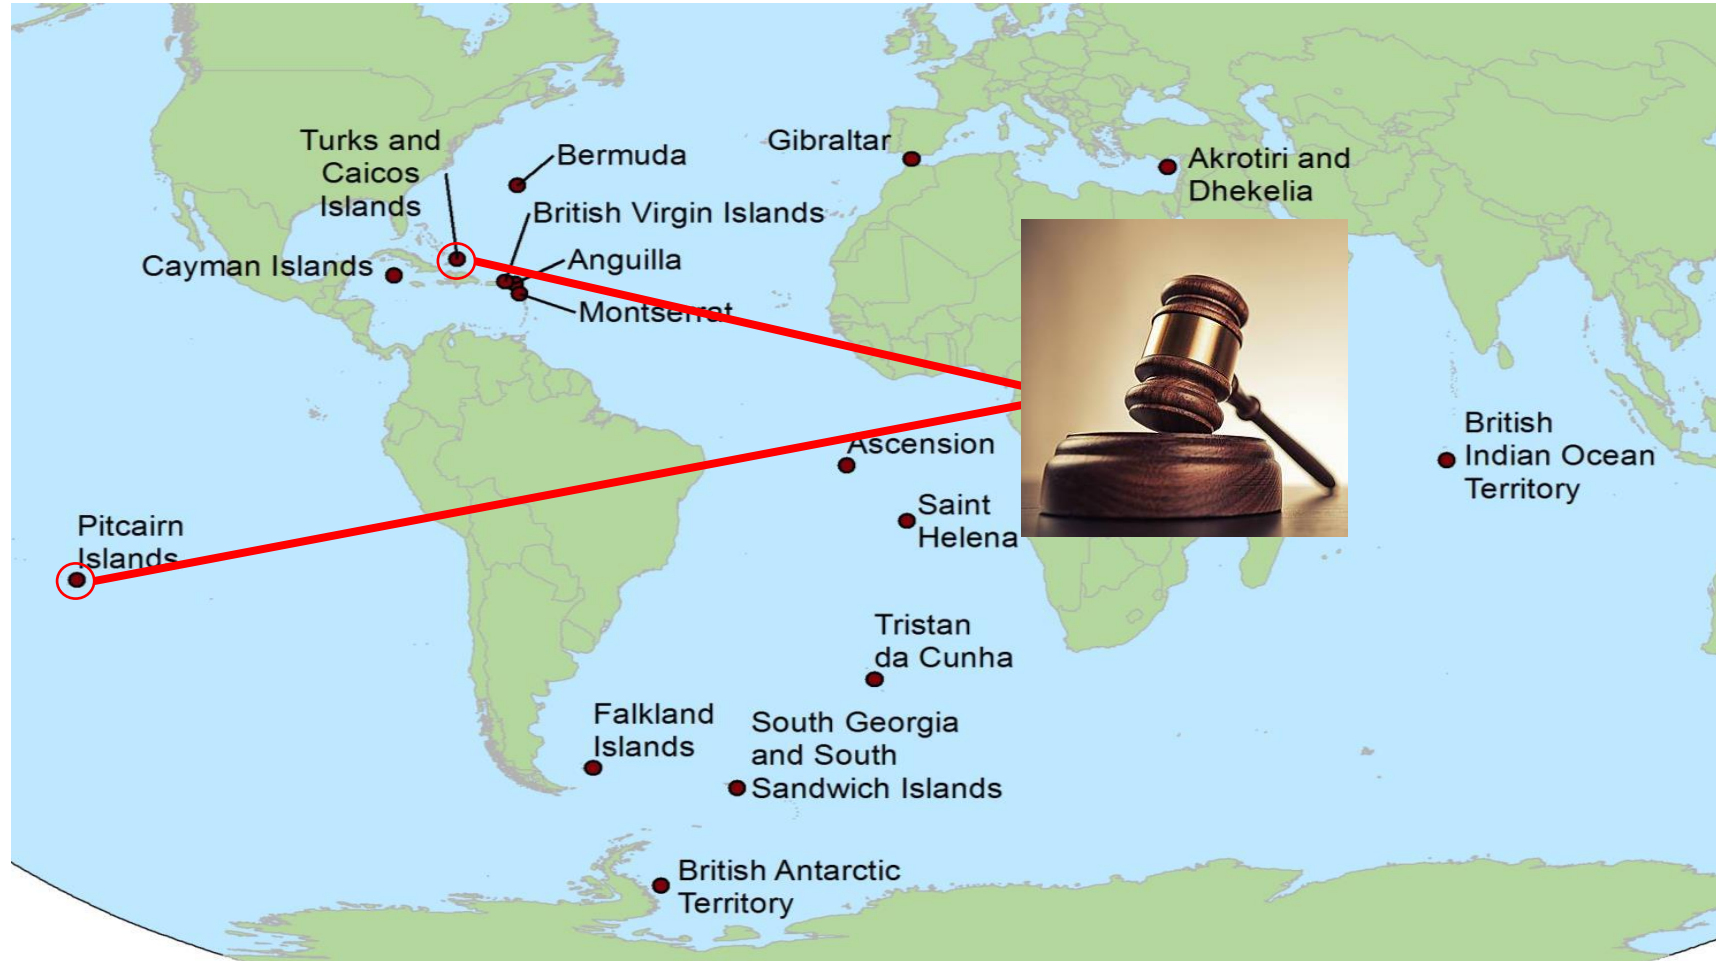 Turks and
Caicos
Islands
Bermuda
British Virgin Islands
Cayman Islands
Anguilla
Montserrat
Gibraltar
Akrotiri and
Dhekelia
Ascension
British
Indian Ocean
Territory
Pitcairn
Islands
Saint
Helena
Tristan
da Cunha
Falkland
Islands
South Georgia
and South
Sandwich Islands
British Antarctic
Territory